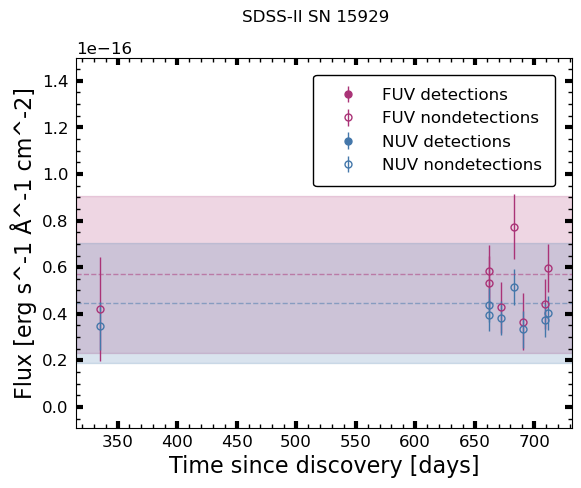 SDSS-II SN 15929
1e−16
FUV detections
FUV nondetections
NUV detections
NUV nondetections
1.4
1.2
1.0
0.8
0.6
0.4
0.2
0.0
Flux [erg s^-1 Å^-1 cm^-2]
350 400 450 500 550 600 650 700
Time since discovery [days]